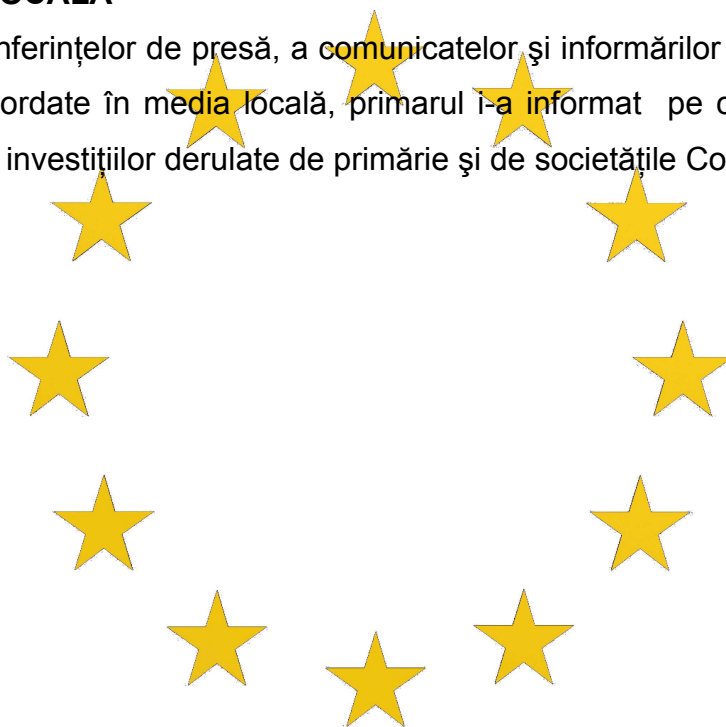 nferințelor de presă, a comunicatelor şi informărilor
ordate în media locală, primarul i-a informat pe c
investițiilor derulate de primărie şi de societățile Co